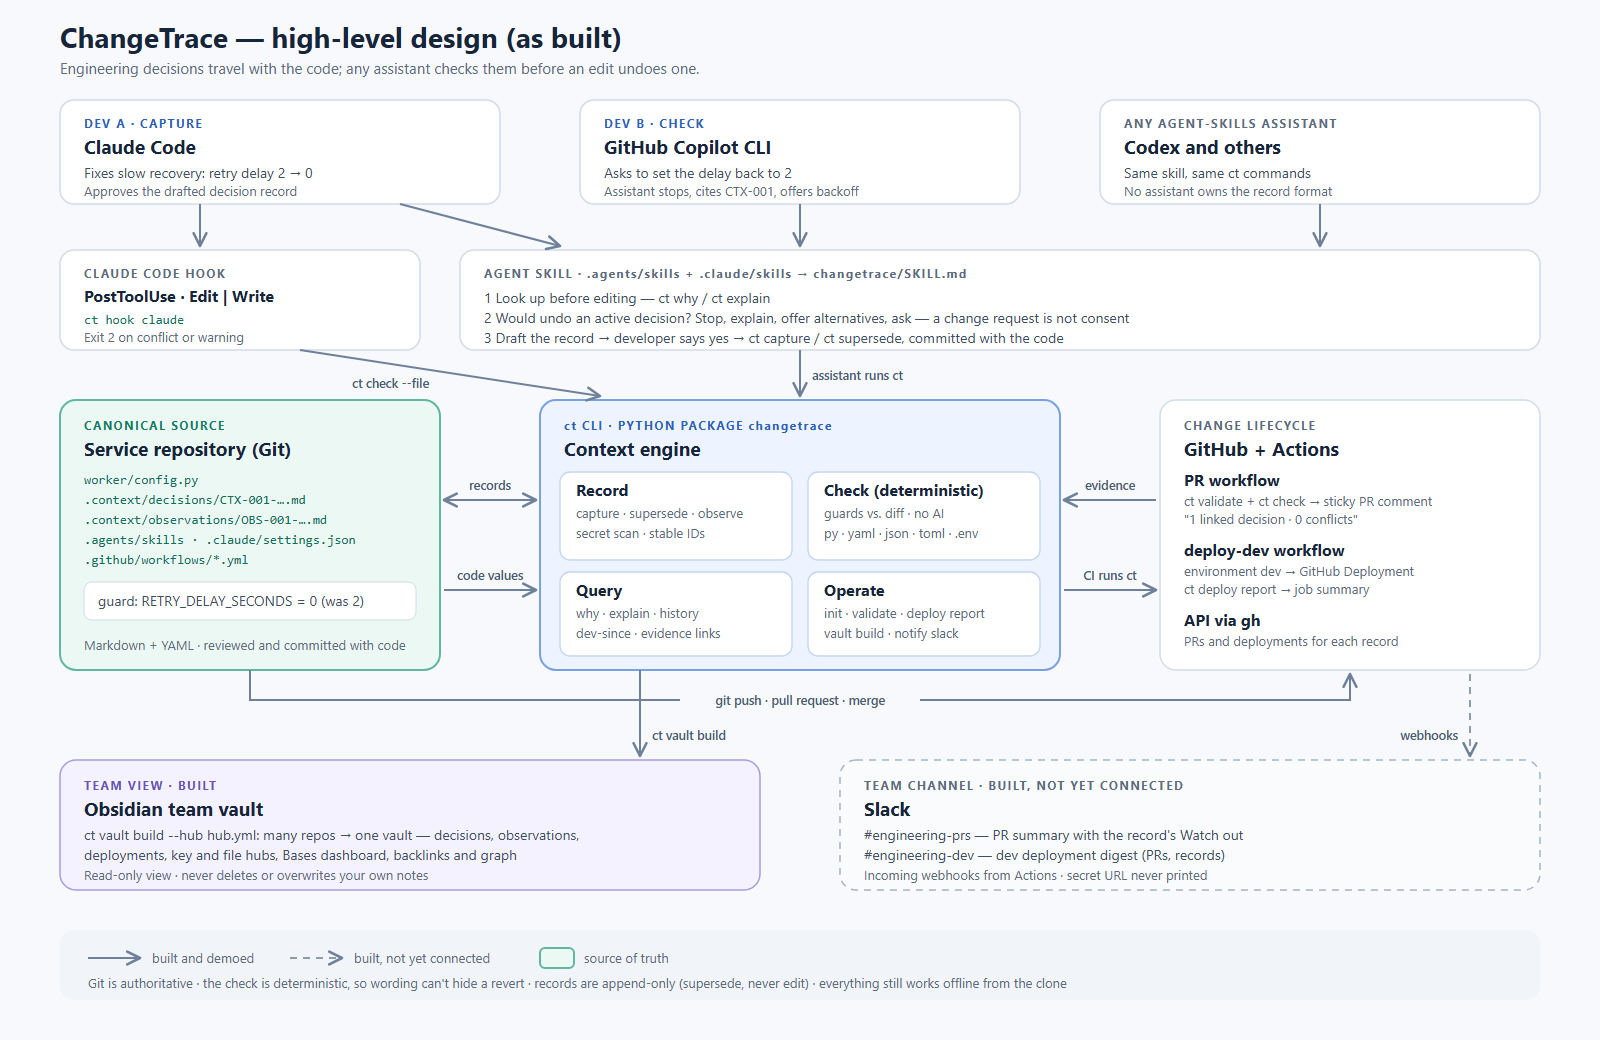 ChangeTrace — high-level design (as built)
Engineering decisions travel with the code; any assistant checks them before an edit undoes one.
DEV A · CAPTURE
Claude Code
Fixes slow recovery: retry delay 2 → 0
Approves the drafted decision record
DEV B · CHECK
GitHub Copilot CLI
Asks to set the delay back to 2
Assistant stops, cites CTX-001, offers backoff
ANY AGENT-SKILLS ASSISTANT
Codex and others
Same skill, same ct commands
No assistant owns the record format
CLAUDE CODE HOOK
PostToolUse · Edit | Write
ct hook claude
Exit 2 on conflict or warning
AGENT SKILL · .agents/skills + .claude/skills → changetrace/SKILL.md
1 Look up before editing — ct why / ct explain
2 Would undo an active decision? Stop, explain, offer alternatives, ask — a change request is not consent
3 Draft the record → developer says yes → ct capture / ct supersede, committed with the code
ct check --file
assistant runs ct
CANONICAL SOURCE
Service repository (Git)
worker/config.py
.context/decisions/CTX-001-….md
.context/observations/OBS-001-….md
.agents/skills · .claude/settings.json
.github/workflows/*.yml
guard: RETRY_DELAY_SECONDS = 0 (was 2)
Markdown + YAML · reviewed and committed with code
records
code values
ct CLI · PYTHON PACKAGE changetrace
Context engine
Record
capture · supersede · observe
secret scan · stable IDs
Check (deterministic)
guards vs. diff · no AI
py · yaml · json · toml · .env
Query
why · explain · history
dev-since · evidence links
Operate
init · validate · deploy report
vault build · notify slack
evidence
CI runs ct
CHANGE LIFECYCLE
GitHub + Actions
PR workflow
ct validate + ct check → sticky PR comment
"1 linked decision · 0 conflicts"
deploy-dev workflow
environment dev → GitHub Deployment
ct deploy report → job summary
API via gh
PRs and deployments for each record
git push · pull request · merge
ct vault build
webhooks
TEAM VIEW · BUILT
Obsidian team vault
ct vault build --hub hub.yml: many repos → one vault — decisions, observations,
deployments, key and file hubs, Bases dashboard, backlinks and graph
Read-only view · never deletes or overwrites your own notes
TEAM CHANNEL · BUILT, NOT YET CONNECTED
Slack
#engineering-prs — PR summary with the record's Watch out
#engineering-dev — dev deployment digest (PRs, records)
Incoming webhooks from Actions · secret URL never printed
built and demoed
built, not yet connected
source of truth
Git is authoritative · the check is deterministic, so wording can't hide a revert · records are append-only (supersede, never edit) · everything still works offline from the clone